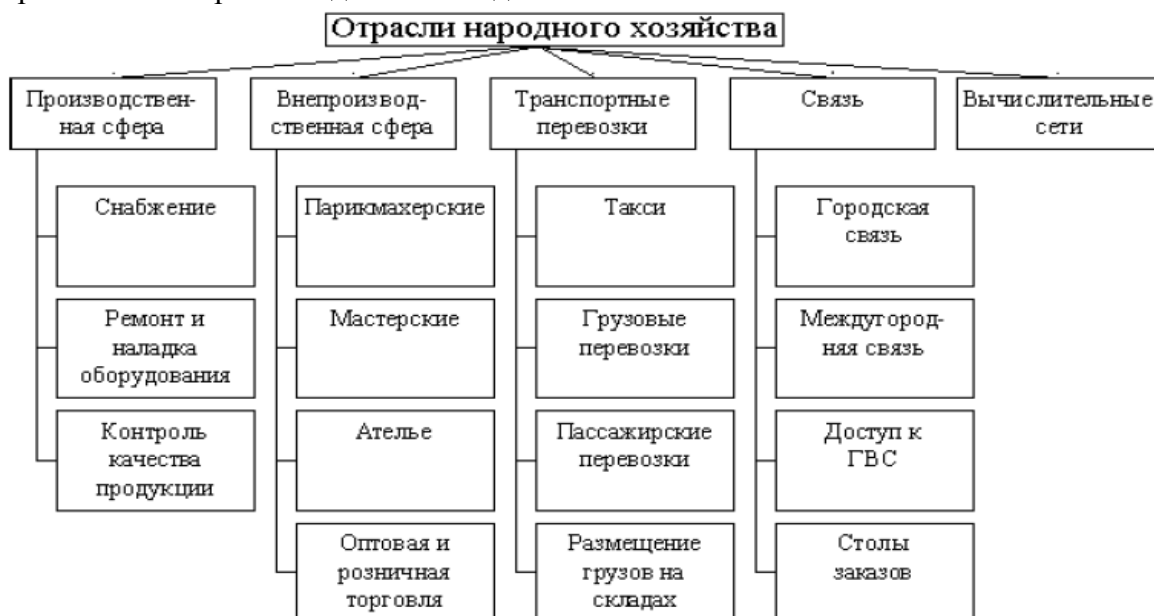 Отрасли народного хозяйства
Производствен-
ная сфера
Внепроизвод-
ственная сфера
Транспортные
перевозки
Связь
Вычислительные
сети
Снабжение
Парикмахерские
Такси
Городская
связь
Ремонт и
наладка
оборудования
Мастерские
Грузовые
перевозки
Междугород-
няя связь
Контроль
качества
продукции
Ателье
Пассажирские
перевозки
Доступ к
ГВС
Оптовая и
розничная
торговля
Размещение
грузов на
складах
Столы
заказов